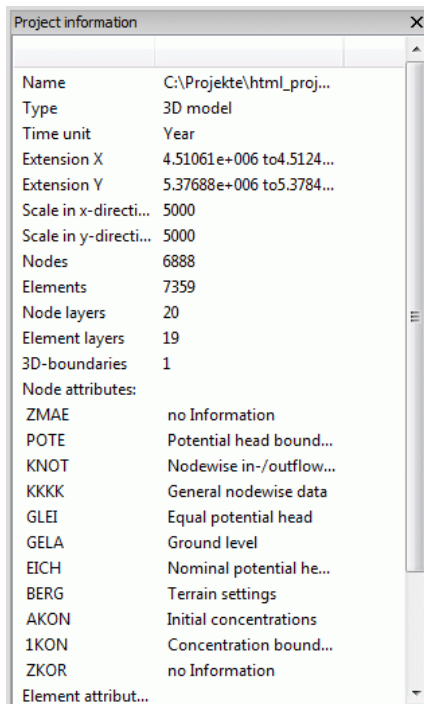 Project information
Name C:\Projekte\html_proj...
Type 3D model
Time unit Year
Extension X 4.51061e+006 to4.5124...
Extension Y 5.37688e+006 to5.3784...
Scale in x-directi... 5000
Scale in y-directi... 5000
Nodes 6888
Elements 7359
Node layers 20
Element layers 19
3D-boundaries 1
Node attributes:
ZMAE no Information
POTE Potential head bound...
KNOT Nodewise in-/outflow...
KKKK General nodewise data
GLEI Equal potential head
GELA Ground level
EICH Nominal potential he...
BERG Terrain settings
AKON Initial concentrations
1KON Concentration bound...
ZKOR no Information
Element attribut...